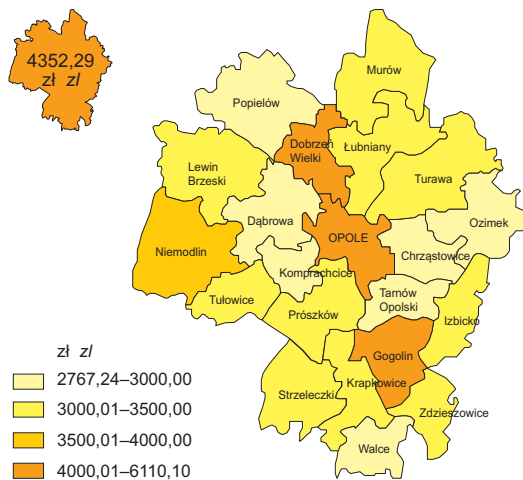 4352,29
zł zl
Murów
Popielów
Dobrzeń
Wielki
Łubniany
Lewin
Brzeski
Turawa
Ozimek
Dąbrowa
OPOLE
Niemodlin
Chrząstowice
Komprachcice
Tarnów
Opolski
Tułowice
Prószków
Izbicko
Gogolin
Strzeleczki
Krapkowice
Zdzieszowice
Walce
zł zl
2767,24–3000,00
3000,01–3500,00
3500,01–4000,00
4000,01–6110,10